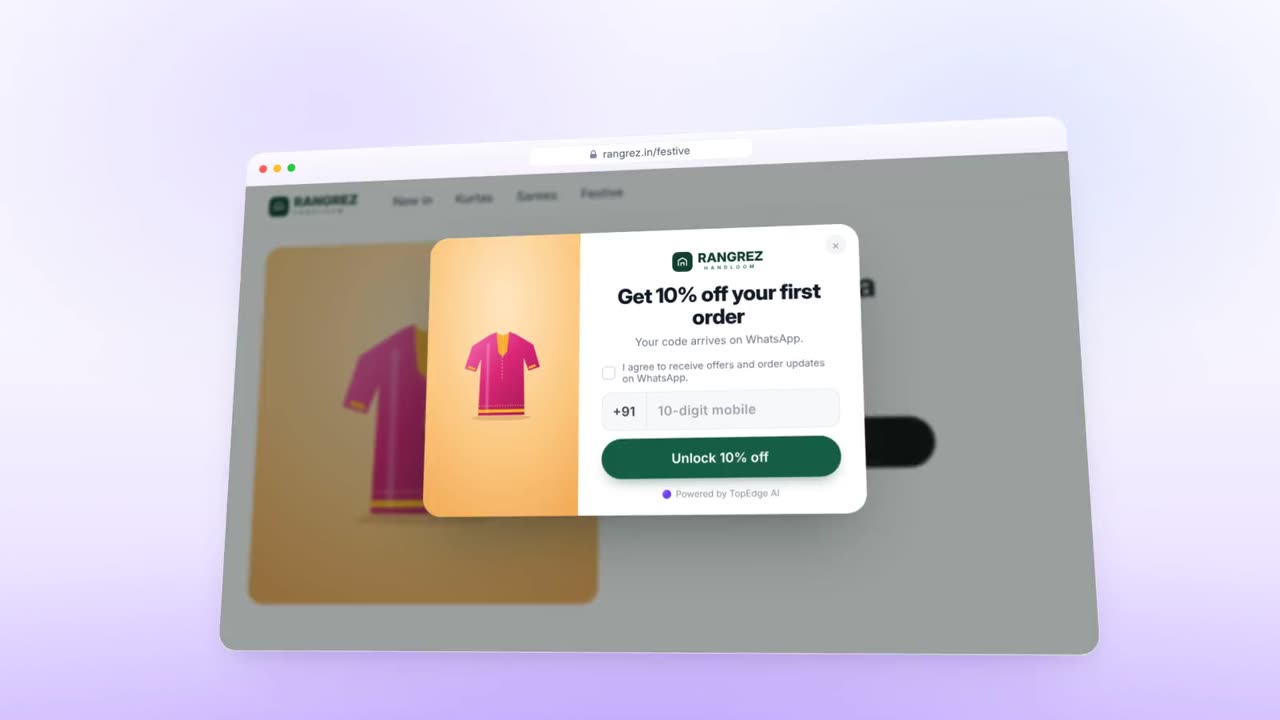 rangrez.in/festive
RANGREZ
New in Kurtas Sarees Festive
RANGREZ
HANDLOOM
Get 10% off your first
order
Your code arrives on WhatsApp.
I agree to receive offers and order updates
on WhatsApp.
+91 10-digit mobile
Unlock 10% off
Powered by TopEdge AI
a